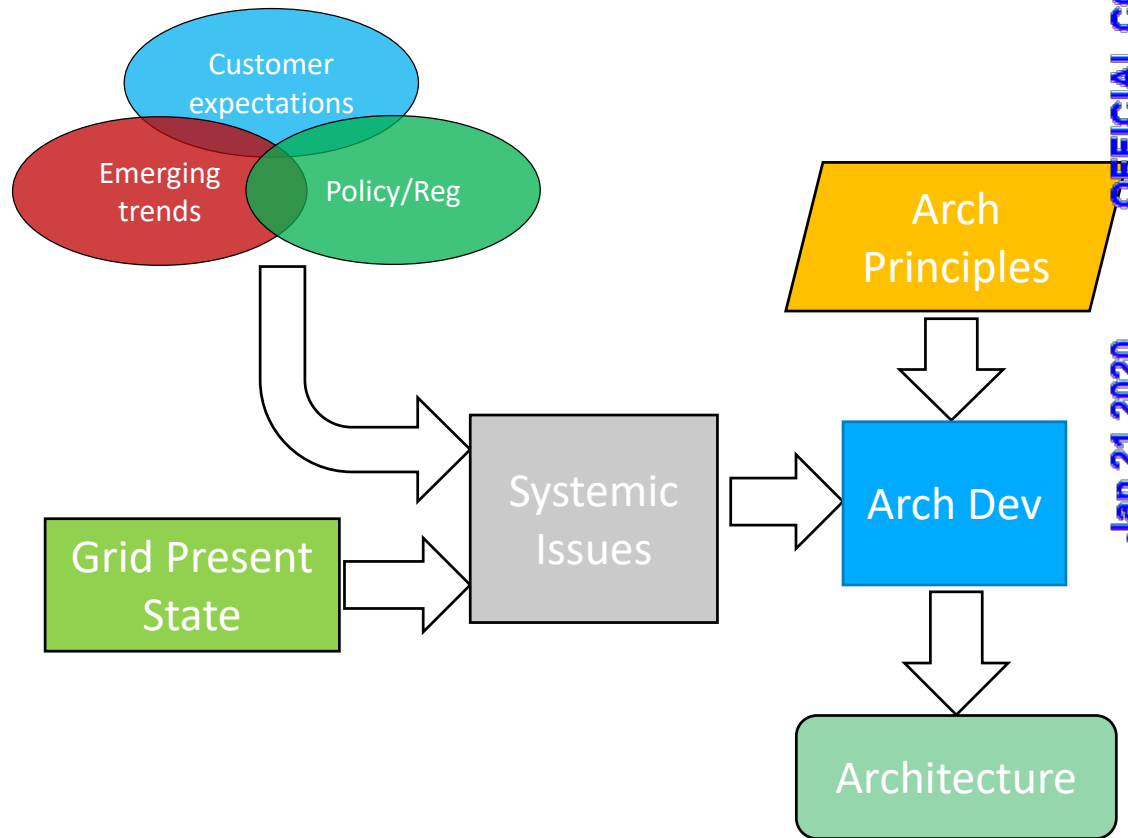 Customer
expectations
Emerging
trends
Policy/Reg
Arch
Principles
Systemic
Issues
Arch Dev
Grid Present
State
Architecture
OFFICIAL
Jan 21 2020